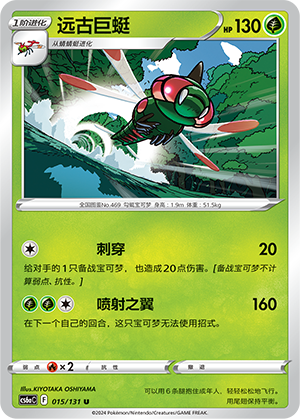 1阶进化
远古巨蜓
HP 130
从蜻蜻蜓进化
全国图鉴No.469 勾蜓宝可梦 身高：1.9m 体重：51.5kg
刺穿 20
给对手的1只备战宝可梦，也造成20点伤害。[备战宝可梦不计
算弱点、抗性。]
喷射之翼 160
在下一个自己的回合，这只宝可梦无法使用招式。
弱点 ×2 抗性 撤退
Illus. KIYOTAKA OSHIYAMA
CS6aC F 015/131 U
可以用6条腿抱住成年人，轻轻松松地飞行。
用尾翅保持平衡。
©2024 Pokémon/Nintendo/Creatures/GAME FREAK.